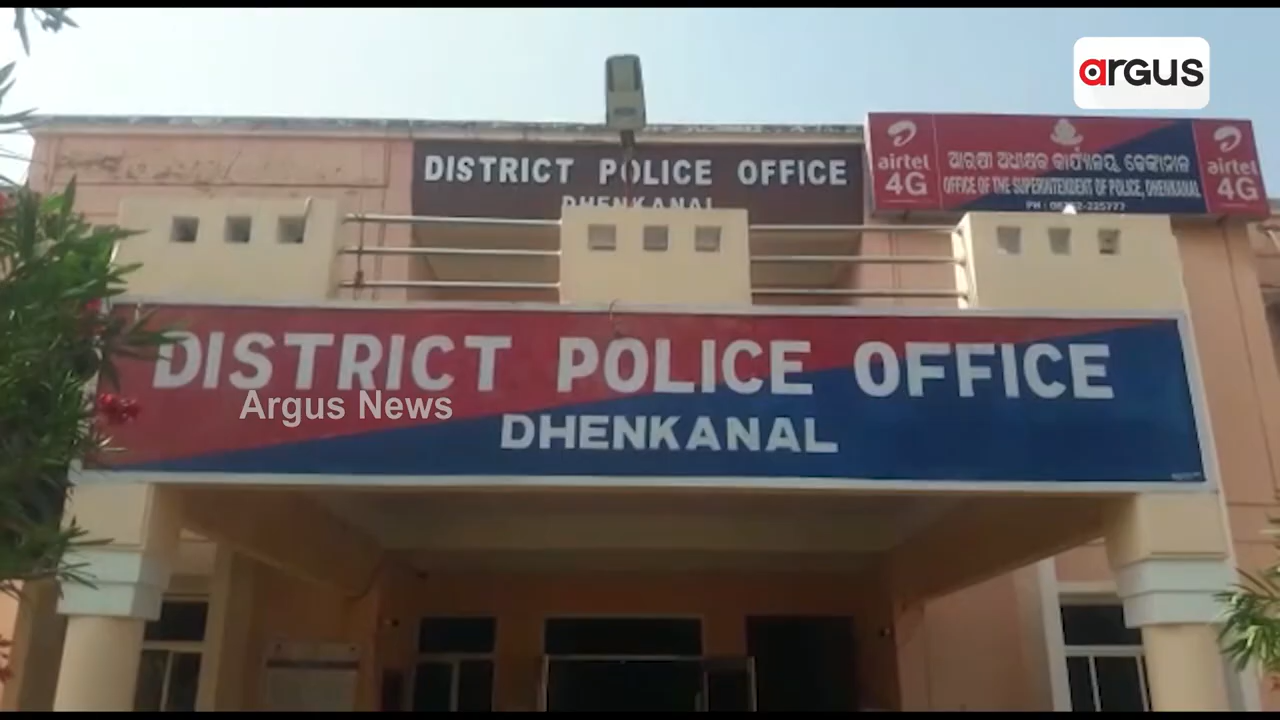 argus
DISTRICT POLICE OFFICE
DHENKANAL
airtel
4G
ଆରକ୍ଷୀ ଅଧୀକ୍ଷକ କାର୍ଯ୍ୟାଳୟ, ଢେଙ୍କାନାଳ
OFFICE OF THE SUPERINTENDENT OF POLICE, DHENKANAL
airtel
4G
DISTRICT POLICE OFFICE
Argus News
DHENKANAL